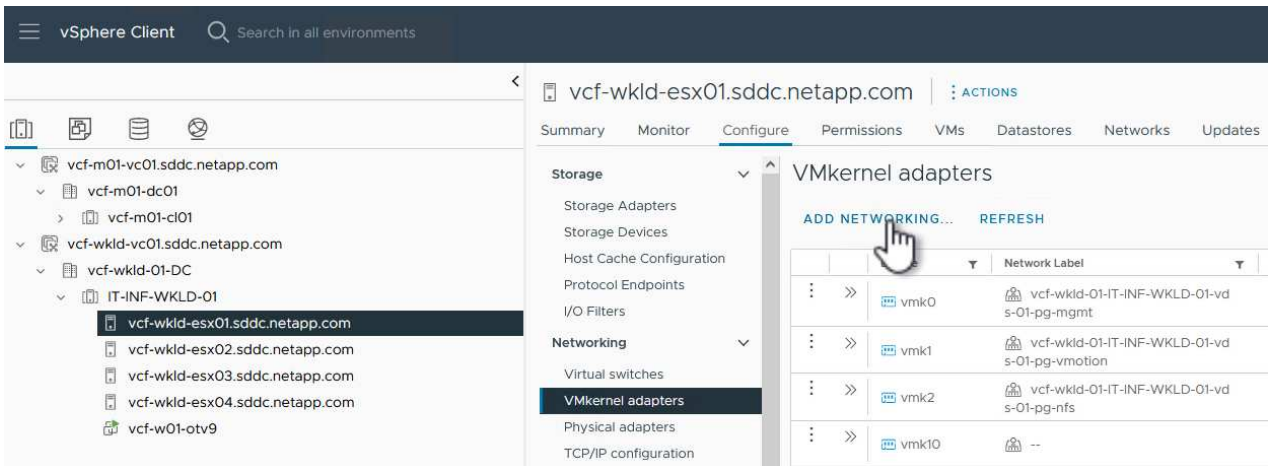 vSphere Client
Search in all environments
vcf-m01-vc01.sddc.netapp.com
vcf-m01-dc01
vcf-m01-cl01
vcf-wkld-vc01.sddc.netapp.com
vcf-wkld-01-DC
IT-INF-WKLD-01
vcf-wkld-esx01.sddc.netapp.com
vcf-wkld-esx02.sddc.netapp.com
vcf-wkld-esx03.sddc.netapp.com
vcf-wkld-esx04.sddc.netapp.com
vcf-w01-otv9
vcf-wkld-esx01.sddc.netapp.com
ACTIONS
Summary Monitor Configure Permissions VMs Datastores Networks Updates
Storage
Storage Adapters
Storage Devices
Host Cache Configuration
Protocol Endpoints
I/O Filters
Networking
Virtual switches
VMkernel adapters
Physical adapters
TCP/IP configuration
VMkernel adapters
ADD NETWORKING... REFRESH
Network Label
vmk0 vcf-wkld-01-IT-INF-WKLD-01-vd
s-01-pg-mgmt
vmk1 vcf-wkld-01-IT-INF-WKLD-01-vd
s-01-pg-vmotion
vmk2 vcf-wkld-01-IT-INF-WKLD-01-vd
s-01-pg-nfs
vmk10 --